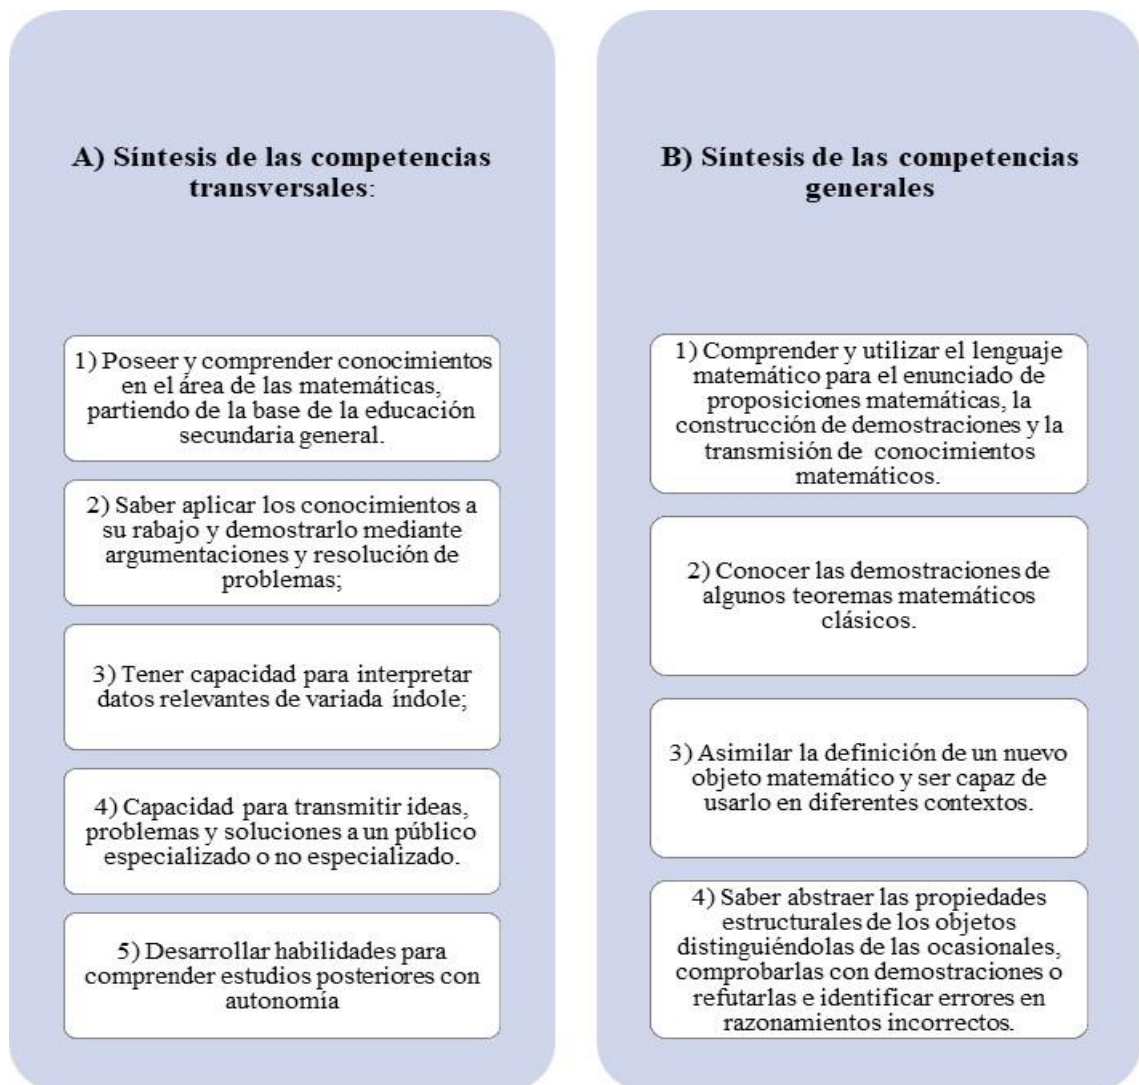 A) Síntesis de las competencias
transversales:
1) Poseer y comprender conocimientos
en el área de las matemáticas,
partiendo de la base de la educación
secundaria general.
2) Saber aplicar los conocimientos a
su rabajo y demostrarlo mediante
argumentaciones y resolución de
problemas;
3) Tener capacidad para interpretar
datos relevantes de variada índole;
4) Capacidad para transmitir ideas,
problemas y soluciones a un público
especializado o no especializado.
5) Desarrollar habilidades para
comprender estudios posteriores con
autonomía
B) Síntesis de las competencias
generales
1) Comprender y utilizar el lenguaje
matemático para el enunciado de
proposiciones matemáticas, la
construcción de demostraciones y la
transmisión de conocimientos
matemáticos.
2) Conocer las demostraciones de
algunos teoremas matemáticos
clásicos.
3) Asimilar la definición de un nuevo
objeto matemático y ser capaz de
usarlo en diferentes contextos.
4) Saber abstraer las propiedades
estructurales de los objetos
distinguiéndolas de las ocasionales,
comprobarlas con demostraciones o
refutarlas e identificar errores en
razonamientos incorrectos.